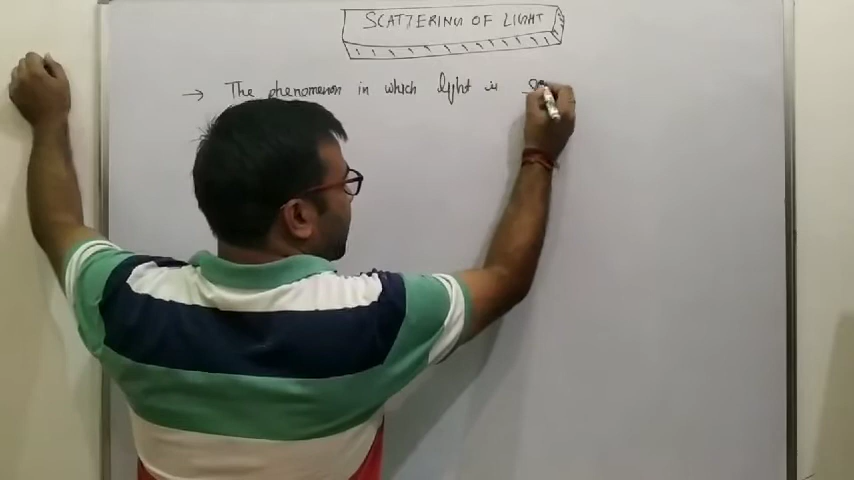 SCATTERING OF LIGHT
→ The phenomenon in which light is